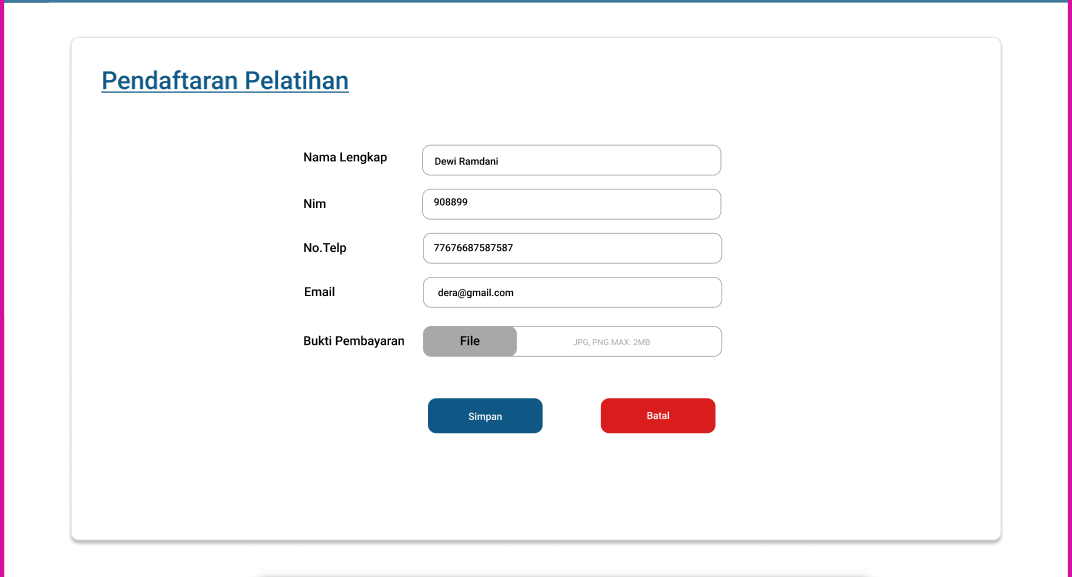 Pendaftaran Pelatihan
Nama Lengkap
Dewi Ramdani
Nim
908899
No.Telp
77676687587587
Email
dera@gmail.com
Bukti Pembayaran
File
JPG, PNG MAX: 2MB
Simpan
Batal